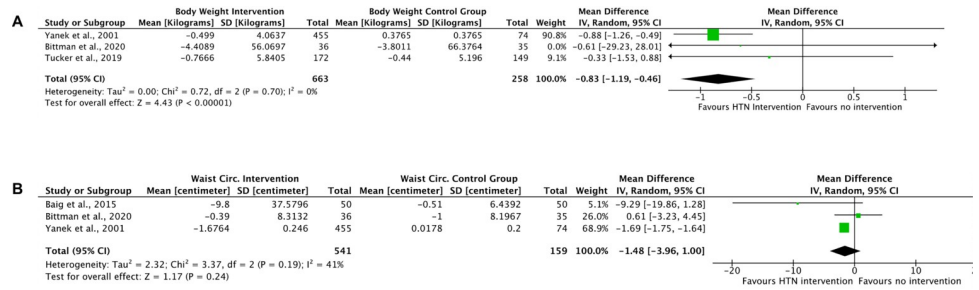 A
Body Weight Intervention Body Weight Control Group Mean Difference Mean Difference
Study or Subgroup Mean [Kilograms] SD [Kilograms] Total Mean [Kilograms] SD [Kilograms] Total Weight IV, Random, 95% CI IV, Random, 95% CI
Yanek et al., 2001 -0.499 4.0637 455 0.3765 0.3765 74 90.8% -0.88 [-1.26, -0.49]
Bittman et al., 2020 -4.4089 56.0697 36 -3.8011 66.3764 35 0.0% -0.61 [-29.23, 28.01]
Tucker et al., 2019 -0.7666 5.8405 172 -0.44 5.196 149 9.1% -0.33 [-1.53, 0.88]
Total (95% CI) 663 258 100.0% -0.83 [-1.19, -0.46]
Heterogeneity: Tau² = 0.00; Chi² = 0.72, df = 2 (P = 0.70); I² = 0%
Test for overall effect: Z = 4.43 (P < 0.00001)
-1 -0.5 0 0.5 1
Favours HTN Intervention Favours no intervention
B
Waist Circ. Intervention Waist Circ. Control Group Mean Difference Mean Difference
Study or Subgroup Mean [centimeter] SD [centimeter] Total Mean [centimeter] SD [centimeter] Total Weight IV, Random, 95% CI IV, Random, 95% CI
Baig et al., 2015 -9.8 37.5796 50 -0.51 6.4392 50 5.1% -9.29 [-19.86, 1.28]
Bittman et al., 2020 -0.39 8.3132 36 -1 8.1967 35 26.0% 0.61 [-3.23, 4.45]
Yanek et al., 2001 -1.6764 0.246 455 0.0178 0.2 74 68.9% -1.69 [-1.75, -1.64]
Total (95% CI) 541 159 100.0% -1.48 [-3.96, 1.00]
Heterogeneity: Tau² = 2.32; Chi² = 3.37, df = 2 (P = 0.19); I² = 41%
Test for overall effect: Z = 1.17 (P = 0.24)
-20 -10 0 10
Favours HTN Intervention Favours no intervention